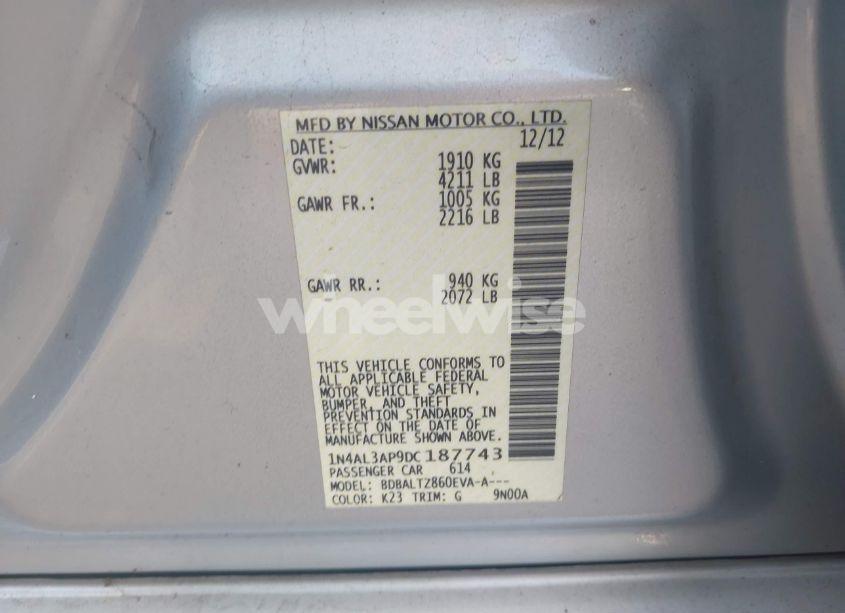 MFD BY NISSAN MOTOR CO., LTD.
DATE: 12/12
GVWR: 1910 KG
4211 LB
GAWR FR.: 1005 KG
2216 LB
GAWR RR.: 940 KG
2072 LB
wheelwise
THIS VEHICLE CONFORMS TO
ALL APPLICABLE FEDERAL
MOTOR VEHICLE SAFETY,
BUMPER, AND THEFT
PREVENTION STANDARDS IN
EFFECT ON THE DATE OF
MANUFACTURE SHOWN ABOVE.
1N4AL3AP9DC187743
PASSENGER CAR 614
MODEL: BDBALTZ860EVA-A---
COLOR: K23 TRIM: G 9N00A